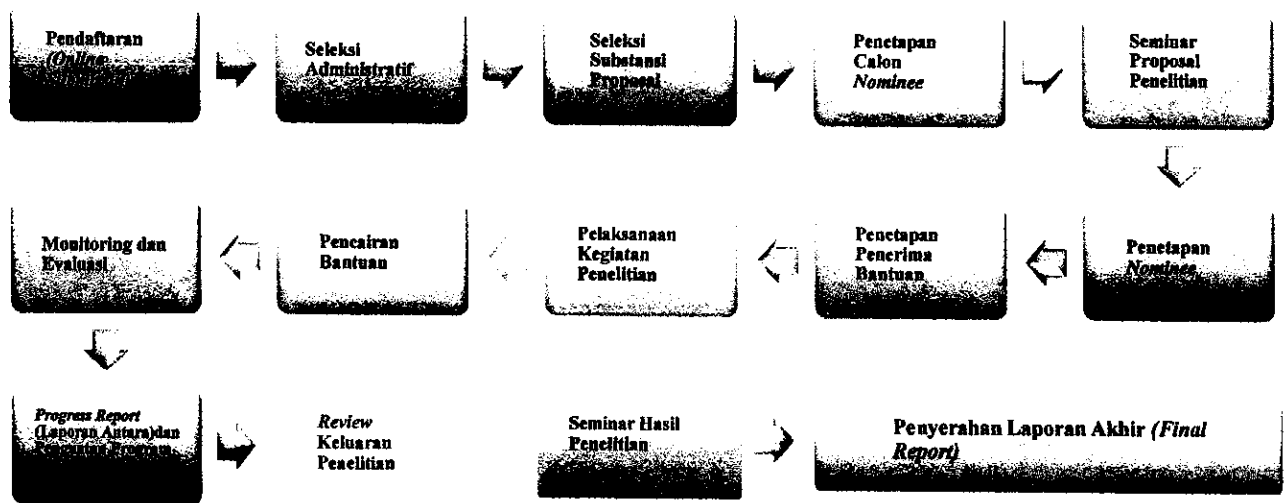 Pendaftaran
(Online
Seleksi
Administratif
Seleksi
Substansi
Proposal
Penetapan
Calon
Nominee
Seminar
Proposal
Penelitian
Monitoring dan
Evaluasi
Pencairan
Bantuan
Pelaksanaan
Kegiatan
Penelitian
Penetapan
Penerima
Bantuan
Penetapan
Nominee
Progress Report
(Laporan Antara)dan
Program
Review
Keluaran
Penelitian
Seminar Hasil
Penelitian
Penyerahan Laporan Akhir (Final
Report)